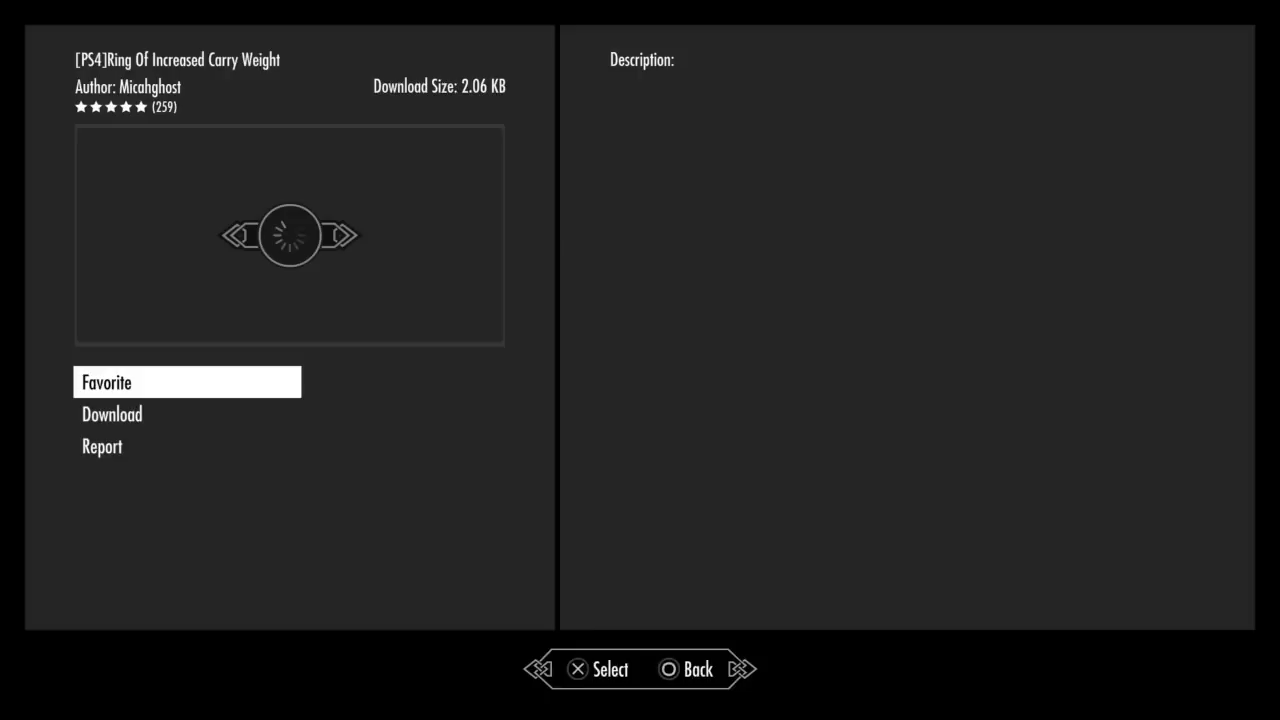 [PS4]Ring Of Increased Carry Weight
Author: Micahghost
Download Size: 2.06 KB
(259)
Favorite
Download
Report
Description:
Select
Back